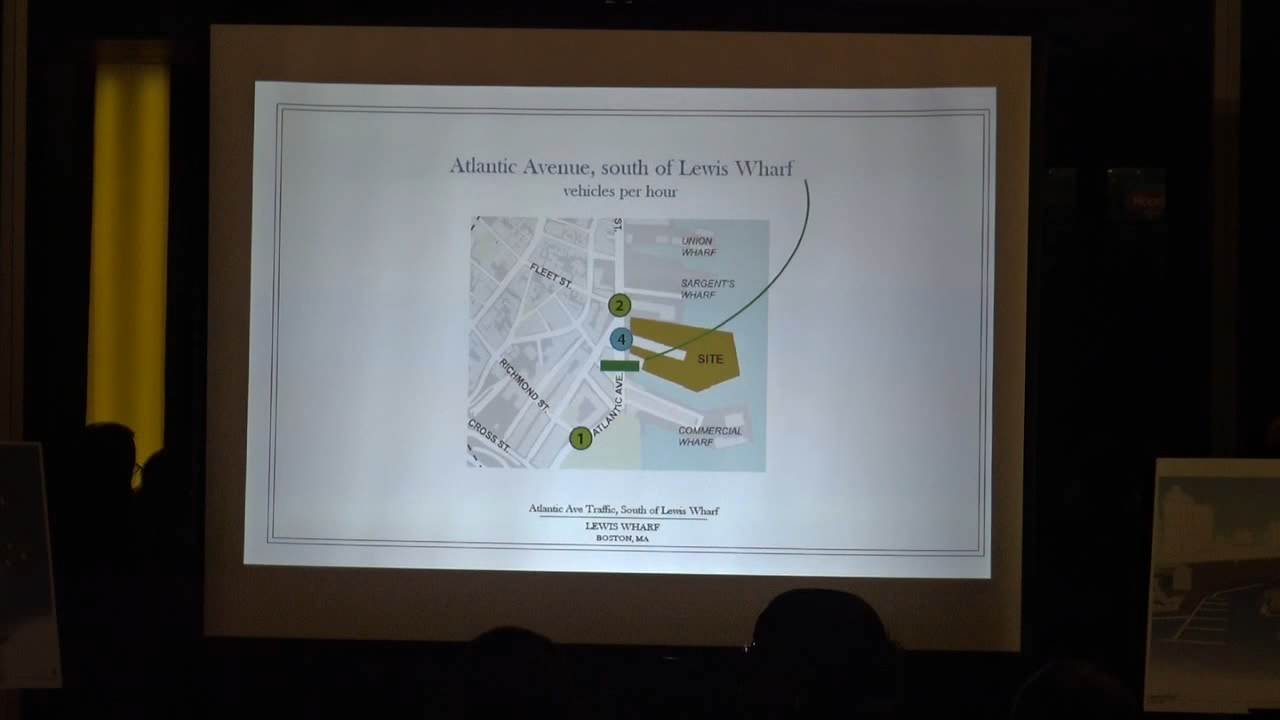 Atlantic Avenue, south of Lewis Wharf
vehicles per hour
ST.
UNION
WHARF
FLEET ST.
SARGENT'S
WHARF
2
4
SITE
RICHMOND ST.
ATLANTIC AVE.
1
CROSS ST.
COMMERCIAL
WHARF
Atlantic Ave Traffic, South of Lewis Wharf
LEWIS WHARF
BOSTON, MA